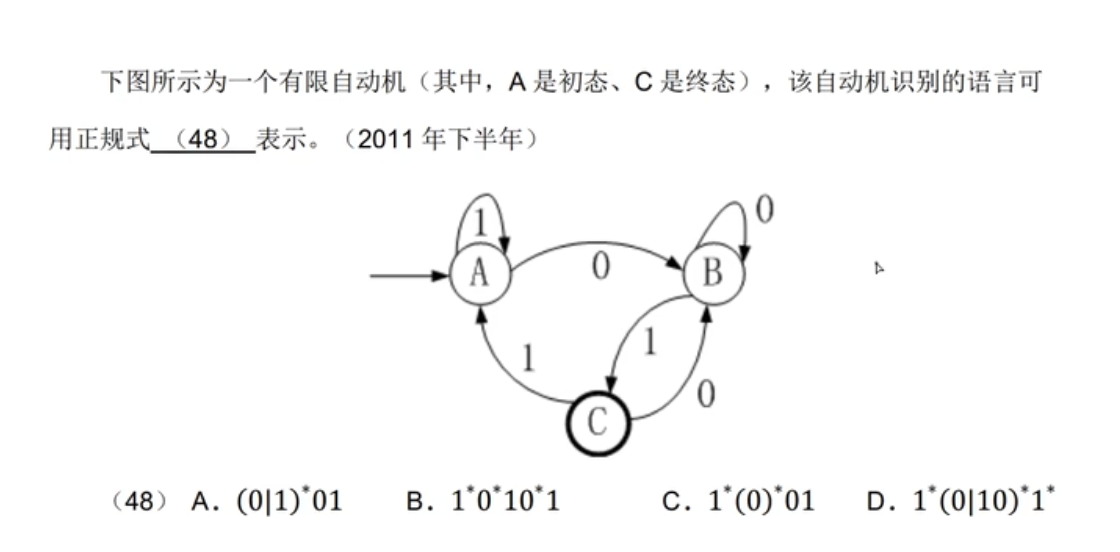 下图所示为一个有限自动机（其中，A 是初态、C 是终态），该自动机识别的语言可
用正规式 （48） 表示。（2011 年下半年）
1
0
A
0
B
1
1
0
C
（48） A．(0|1)*01 B．1*0*10*1 C．1*(0)*01 D．1*(0|10)*1*